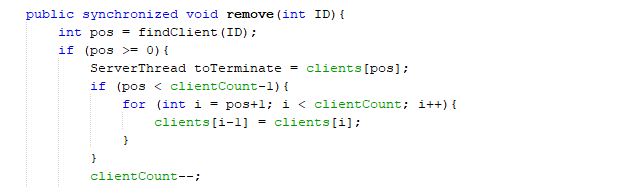 public synchronized void remove(int ID){
    int pos = findClient(ID);
    if (pos >= 0){
        ServerThread toTerminate = clients[pos];
        if (pos < clientCount-1){
            for (int i = pos+1; i < clientCount; i++){
                clients[i-1] = clients[i];
            }
        }
        clientCount--;